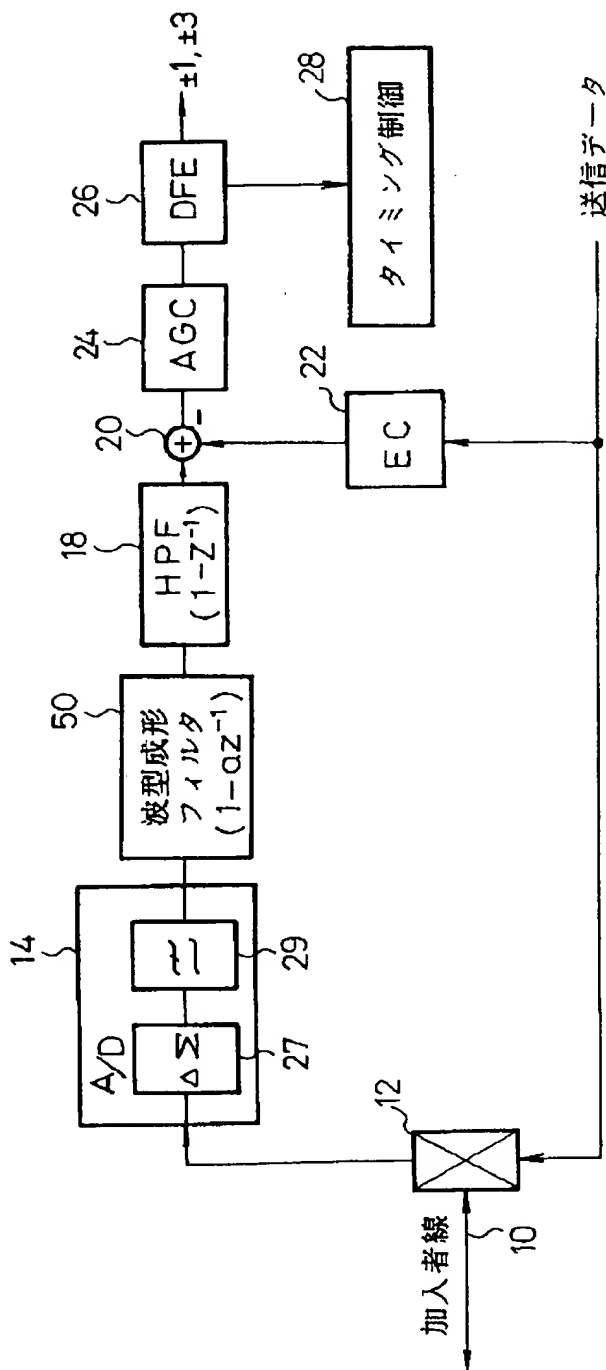 加入者線
10
12
14
A/D
ΔΣ
27
29
50
波型成形
フィルタ
(1-az⁻¹)
18
HPF
(1-Z⁻¹)
20
+
-
24
AGC
26
DFE
±1, ±3
22
EC
28
タイミング制御
送信データ